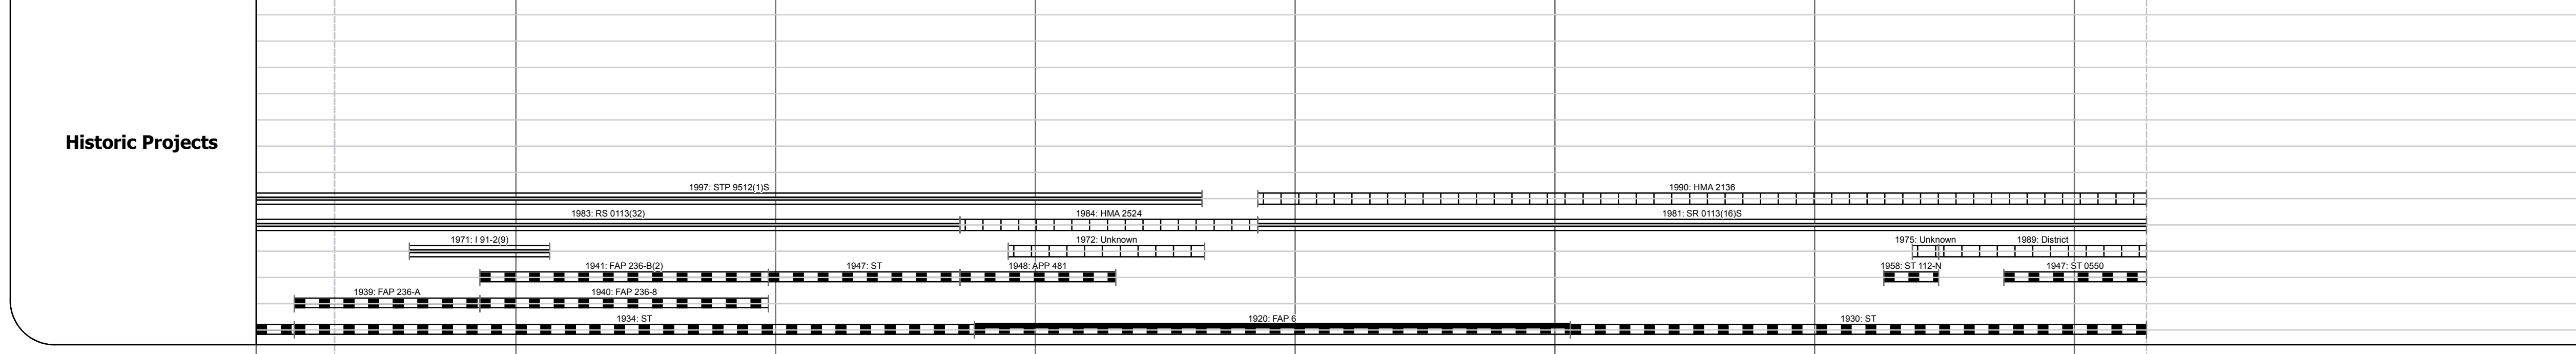 Historic Projects
1997: STP 9512(1)S
1990: HMA 2136
1983: RS 0113(32)
1984: HMA 2524
1981: SR 0113(16)S
1971: I 91-2(9)
1972: Unknown
1975: Unknown
1989: District
1941: FAP 236-B(2)
1947: ST
1948: APP 481
1958: ST 112-N
1947: ST 0550
1939: FAP 236-A
1940: FAP 236-8
1934: ST
1920: FAP 6
1930: ST